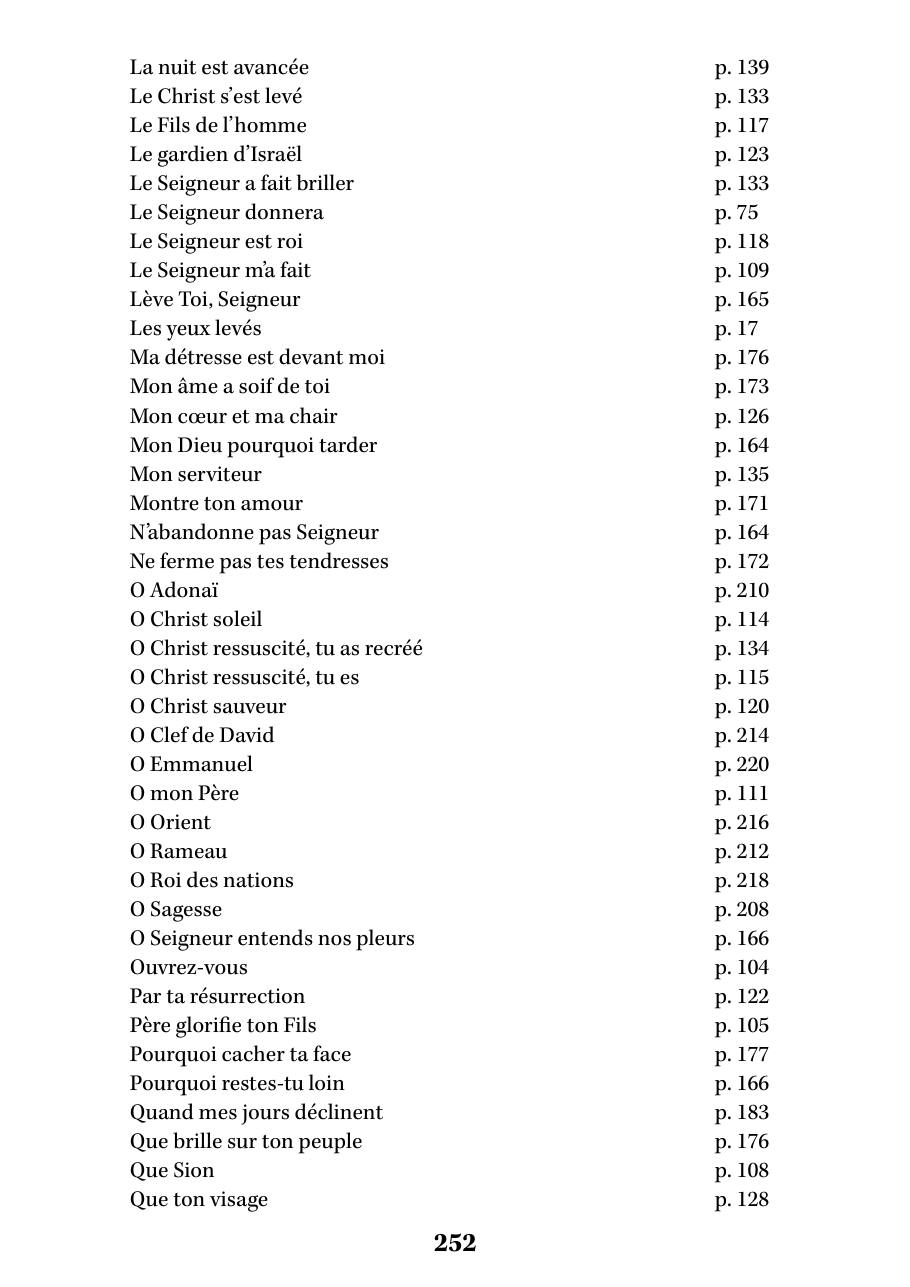 La nuit est avancée p. 139
Le Christ s’est levé p. 133
Le Fils de l’homme p. 117
Le gardien d’Israël p. 123
Le Seigneur a fait briller p. 133
Le Seigneur donnera p. 75
Le Seigneur est roi p. 118
Le Seigneur m’a fait p. 109
Lève Toi, Seigneur p. 165
Les yeux levés p. 17
Ma détresse est devant moi p. 176
Mon âme a soif de toi p. 173
Mon cœur et ma chair p. 126
Mon Dieu pourquoi tarder p. 164
Mon serviteur p. 135
Montre ton amour p. 171
N’abandonne pas Seigneur p. 164
Ne ferme pas tes tendresses p. 172
O Adonaï p. 210
O Christ soleil p. 114
O Christ ressuscité, tu as recréé p. 134
O Christ ressuscité, tu es p. 115
O Christ sauveur p. 120
O Clef de David p. 214
O Emmanuel p. 220
O mon Père p. 111
O Orient p. 216
O Rameau p. 212
O Roi des nations p. 218
O Sagesse p. 208
O Seigneur entends nos pleurs p. 166
Ouvrez-vous p. 104
Par ta résurrection p. 122
Père glorifie ton Fils p. 105
Pourquoi cacher ta face p. 177
Pourquoi restes-tu loin p. 166
Quand mes jours déclinent p. 183
Que brille sur ton peuple p. 176
Que Sion p. 108
Que ton visage p. 128
252